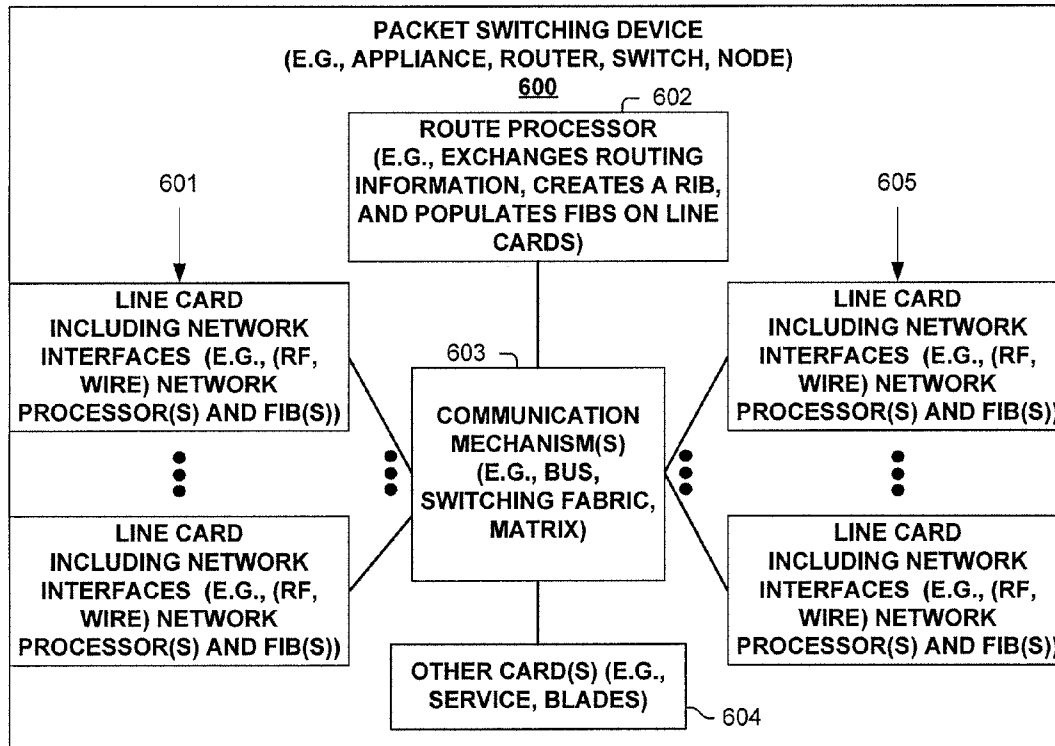 PACKET SWITCHING DEVICE
(E.G., APPLIANCE, ROUTER, SWITCH, NODE)
600
602
ROUTE PROCESSOR
(E.G., EXCHANGES ROUTING
INFORMATION, CREATES A RIB,
AND POPULATES FIBS ON LINE
CARDS)
601
605
LINE CARD
INCLUDING NETWORK
INTERFACES (E.G., (RF,
WIRE) NETWORK
PROCESSOR(S) AND FIB(S))
LINE CARD
INCLUDING NETWORK
INTERFACES (E.G., (RF,
WIRE) NETWORK
PROCESSOR(S) AND FIB(S))
603
COMMUNICATION
MECHANISM(S)
(E.G., BUS,
SWITCHING FABRIC,
MATRIX)
LINE CARD
INCLUDING NETWORK
INTERFACES (E.G., (RF,
WIRE) NETWORK
PROCESSOR(S) AND FIB(S))
LINE CARD
INCLUDING NETWORK
INTERFACES (E.G., (RF,
WIRE) NETWORK
PROCESSOR(S) AND FIB(S))
OTHER CARD(S) (E.G.,
SERVICE, BLADES)
604